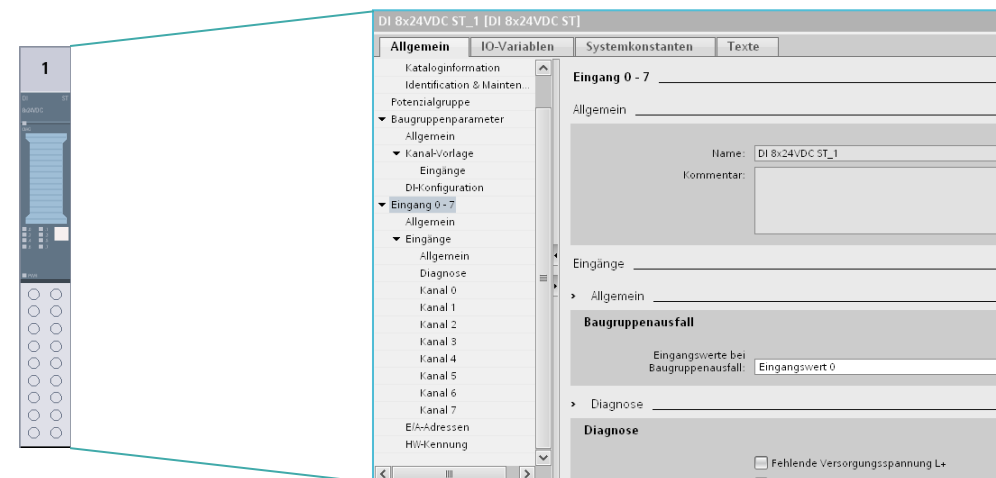 1
DI ST
8x24VDC
DI 8x24VDC ST_1 [DI 8x24VDC ST]
Allgemein IO-Variablen Systemkonstanten Texte
Kataloginformation
Identification & Mainten...
Potenzialgruppe
Baugruppenparameter
Allgemein
Kanal-Vorlage
Eingänge
DI-Konfiguration
Eingang 0 - 7
Allgemein
Eingänge
Allgemein
Diagnose
Kanal 0
Kanal 1
Kanal 2
Kanal 3
Kanal 4
Kanal 5
Kanal 6
Kanal 7
E/A-Adressen
HW-Kennung
Eingang 0 - 7
Allgemein
Name: DI 8x24VDC ST_1
Kommentar:
Eingänge
Allgemein
Baugruppenausfall
Eingangswerte bei
Baugruppenausfall: Eingangswert 0
Diagnose
Diagnose
Fehlende Versorgungsspannung L+